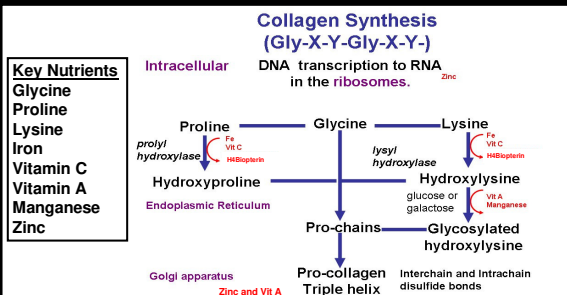 Collagen Synthesis
(Gly-X-Y-Gly-X-Y-)
Key Nutrients
Glycine
Proline
Lysine
Iron
Vitamin C
Vitamin A
Manganese
Zinc
Intracellular
DNA transcription to RNA
in the ribosomes.
Zinc
Proline
Glycine
Lysine
prolyl
hydroxylase
Fe
Vit C
H4Biopterin
lysyl
hydroxylase
Fe
Vit C
H4Biopterin
Hydroxyproline
Hydroxylysine
Endoplasmic Reticulum
glucose or
galactose
Vit A
Manganese
Pro-chains
Glycosylated
hydroxylysine
Golgi apparatus
Zinc and Vit A
Pro-collagen
Triple helix
Interchain and Intrachain
disulfide bonds